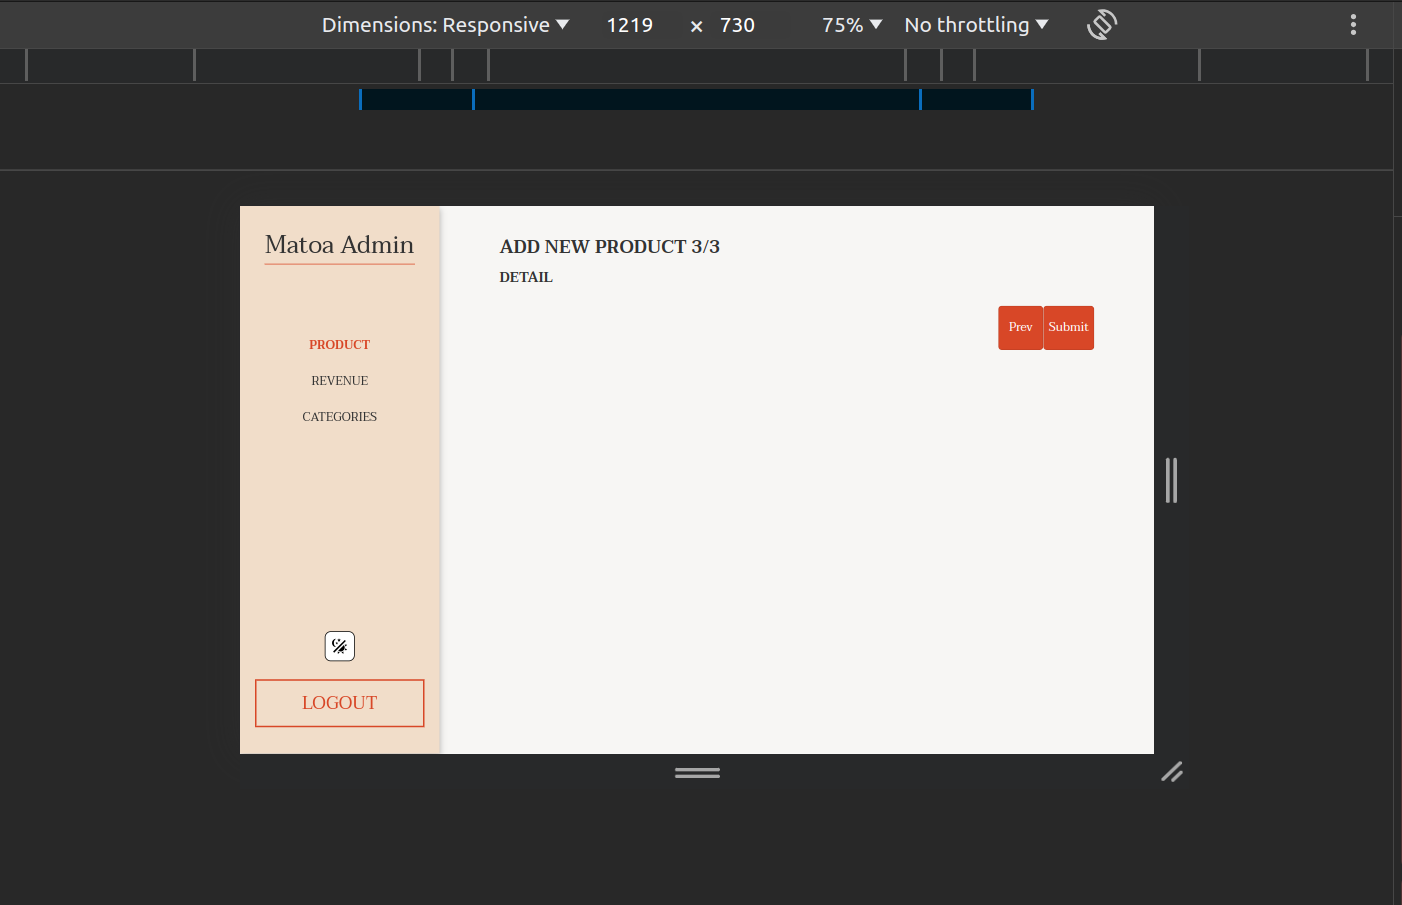 Dimensions: Responsive 1219 × 730 75% No throttling
Matoa Admin
PRODUCT
REVENUE
CATEGORIES
LOGOUT
ADD NEW PRODUCT 3/3
DETAIL
Prev Submit